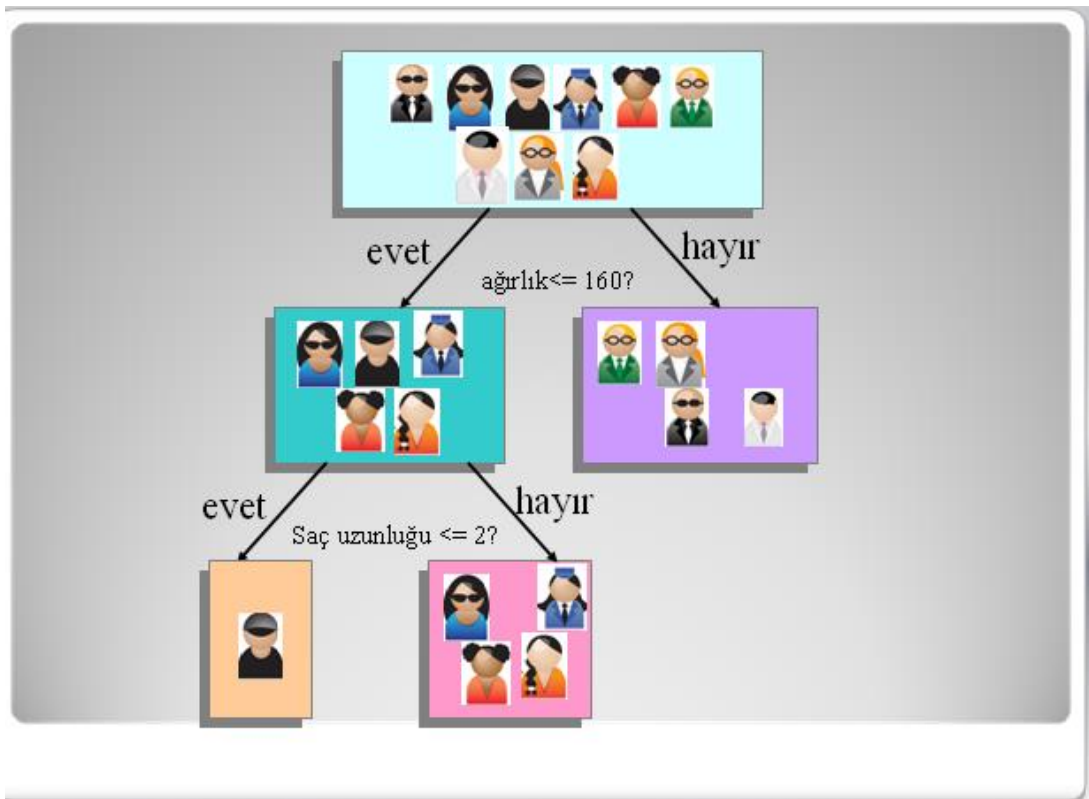 evet
hayır
ağırlık<= 160?
evet
hayır
Saç uzunluğu <= 2?